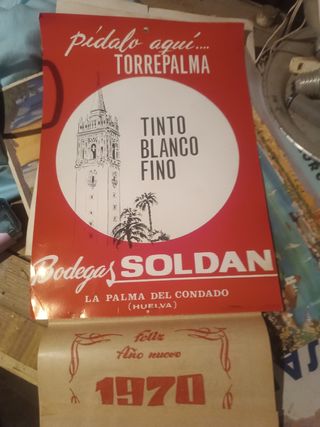 Pídalo aquí....
TORREPALMA
TINTO
BLANCO
FINO
Bodegas SOLDAN
LA PALMA DEL CONDADO
(HUELVA)
feliz
Año nuevo
1970